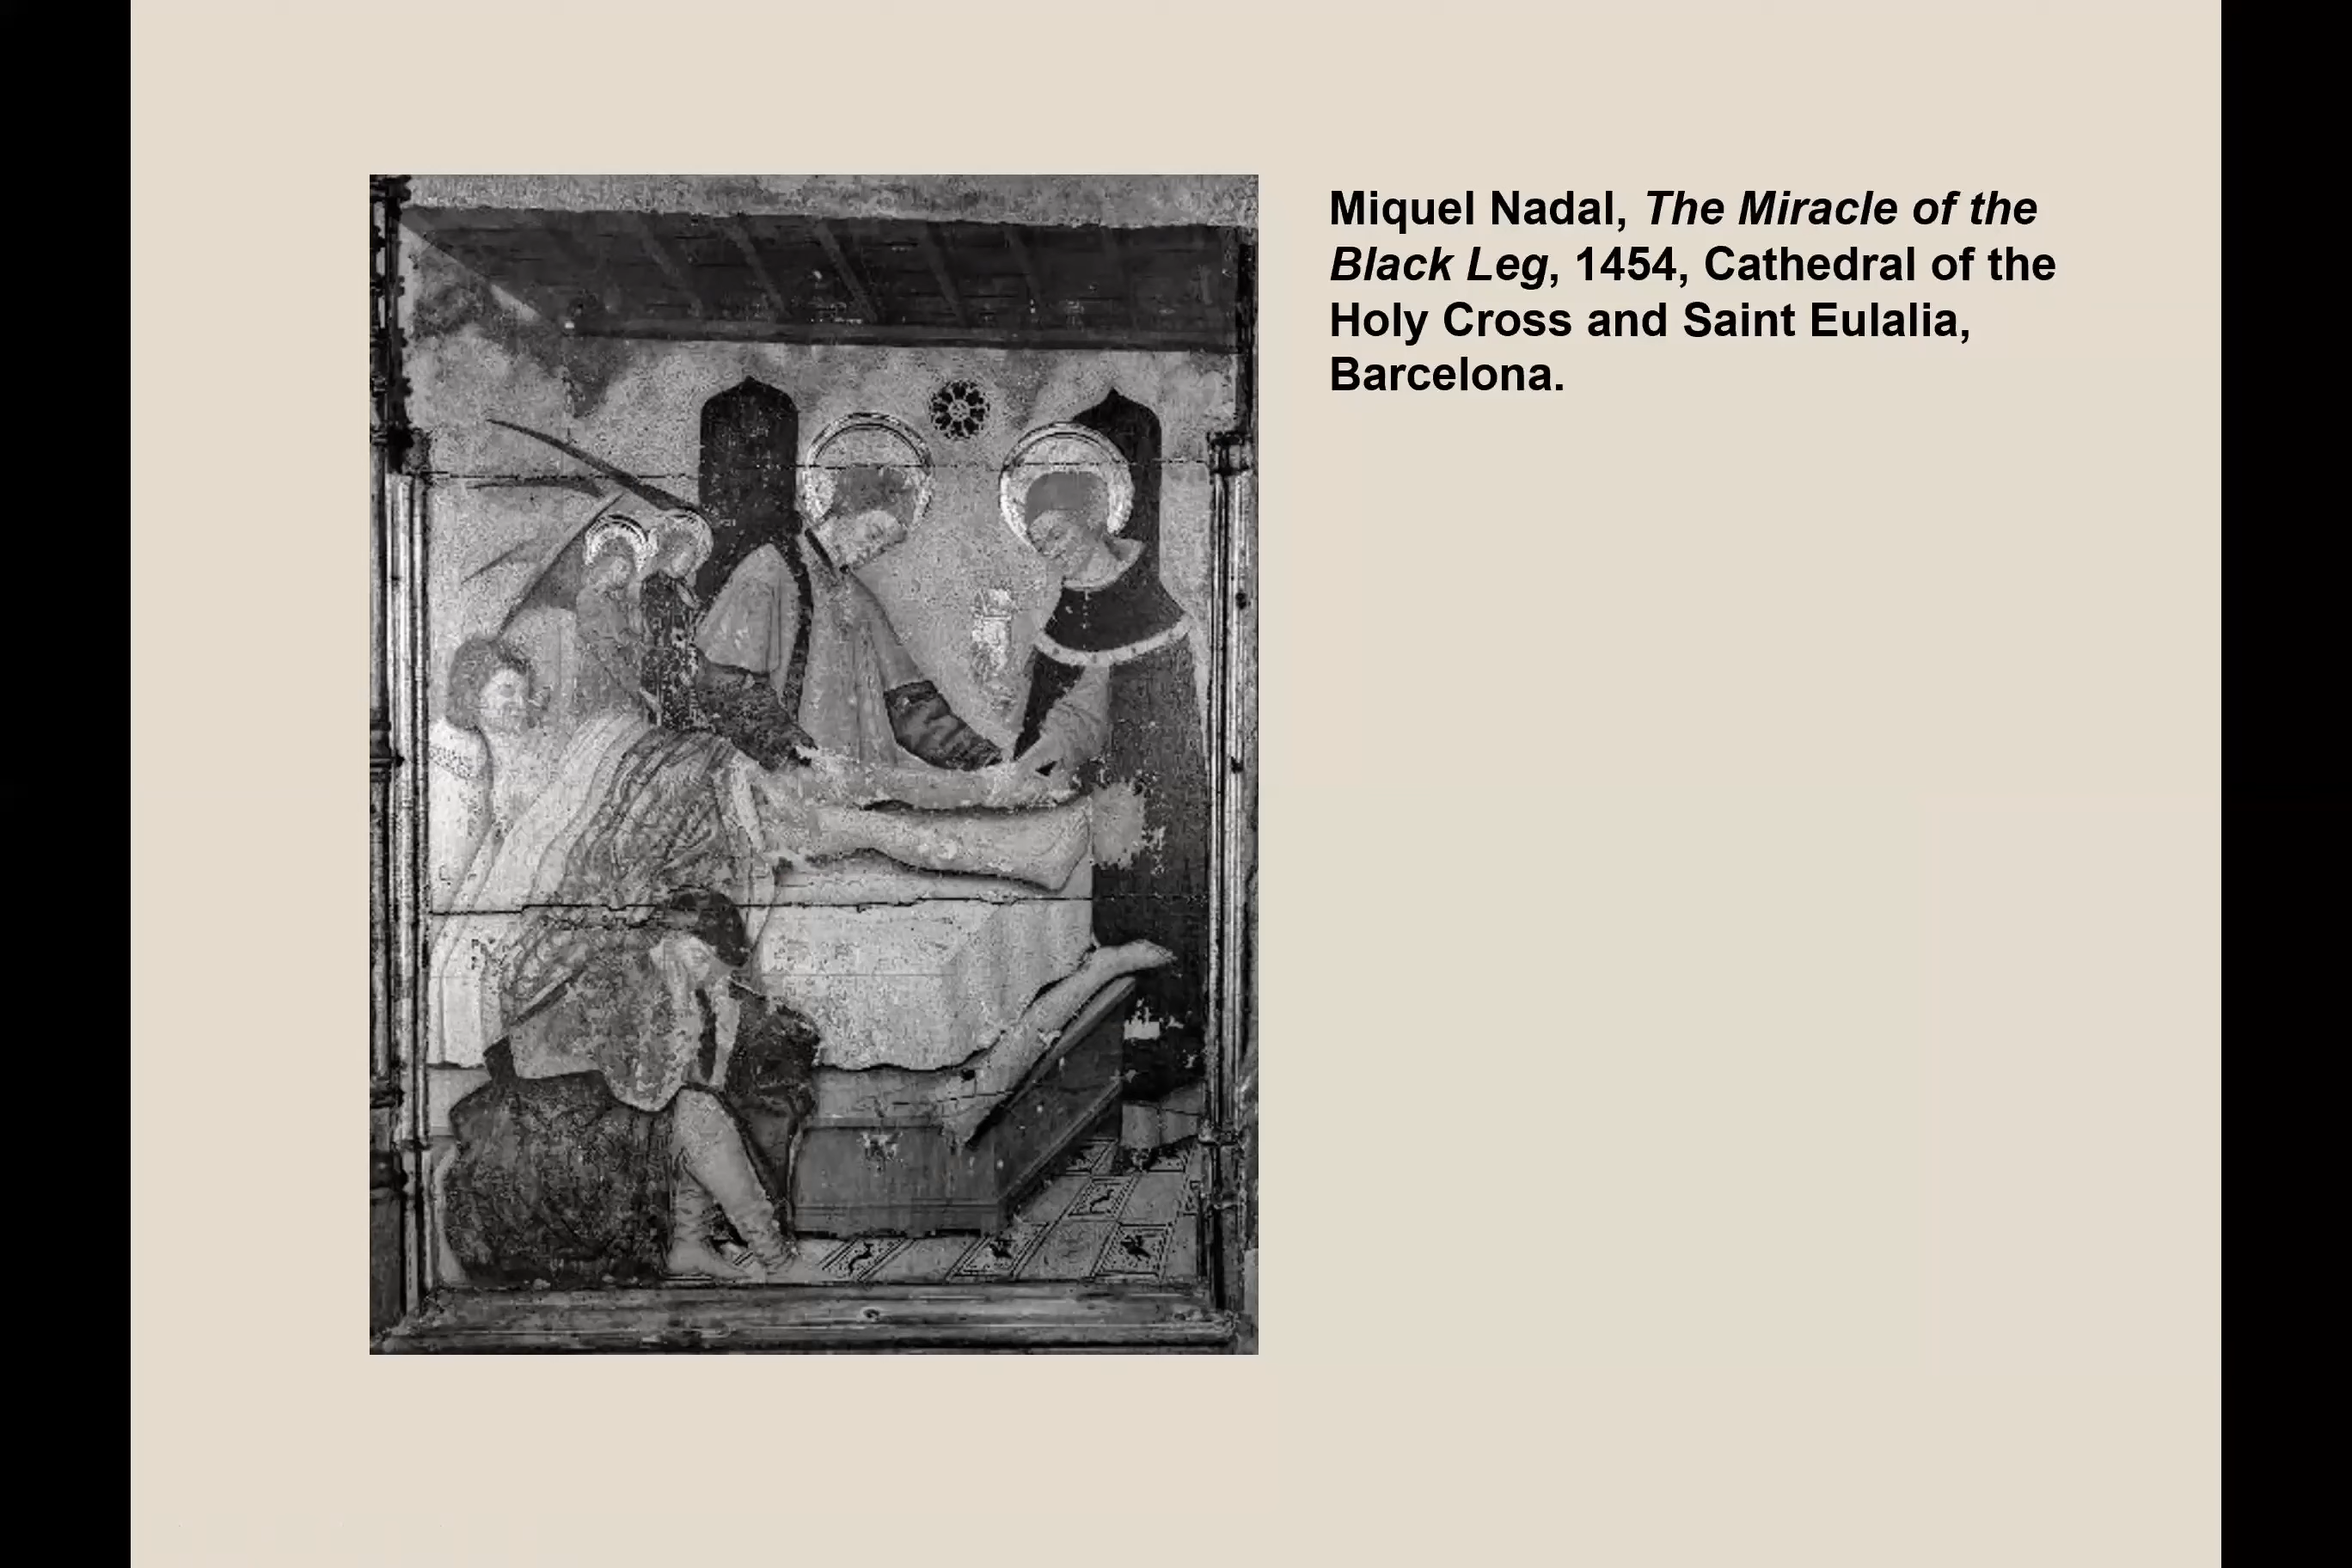 Miquel Nadal, The Miracle of the
Black Leg, 1454, Cathedral of the
Holy Cross and Saint Eulalia,
Barcelona.